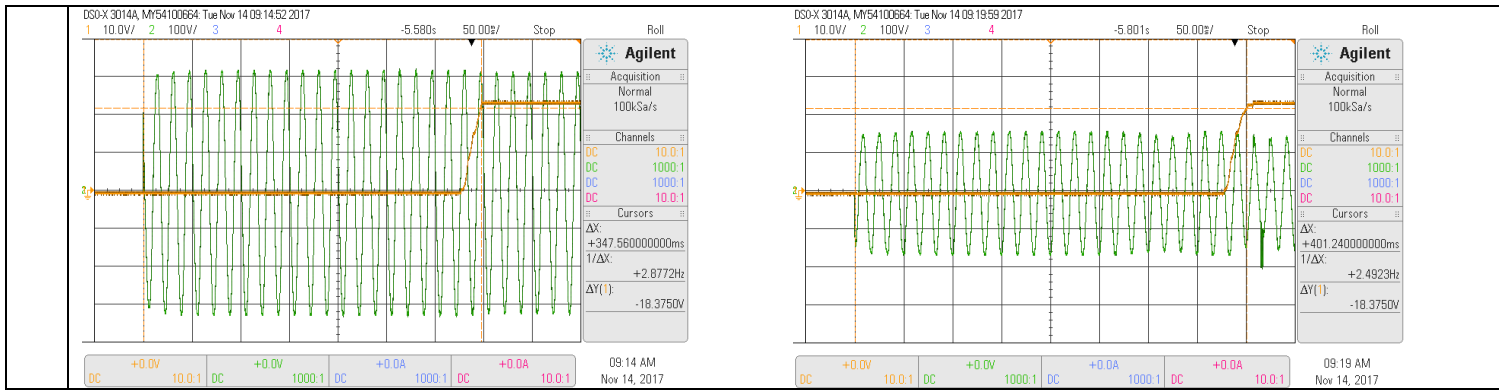 DSO-X 3014A, MY54100664: Tue Nov 14 09:14:52 2017
1 10.0V/ 2 100V/ 3 4 -5.580s 50.00ms/ Stop Roll
Agilent
Acquisition
Normal
100kSa/s
Channels
DC 10.0:1
DC 1000:1
DC 1000:1
DC 10.0:1
Cursors
ΔX:
+347.560000000ms
1/ΔX:
+2.8772Hz
ΔY(1):
-18.3750V
2
+0.0V +0.0V +0.0A +0.0A
DC 10.0:1 DC 1000:1 DC 1000:1 DC 10.0:1
09:14 AM
Nov 14, 2017
DSO-X 3014A, MY54100664: Tue Nov 14 09:19:59 2017
1 10.0V/ 2 100V/ 3 4 -5.801s 50.00ms/ Stop Roll
Agilent
Acquisition
Normal
100kSa/s
Channels
DC 10.0:1
DC 1000:1
DC 1000:1
DC 10.0:1
Cursors
ΔX:
+401.240000000ms
1/ΔX:
+2.4923Hz
ΔY(1):
-18.3750V
2
+0.0V +0.0V +0.0A +0.0A
DC 10.0:1 DC 1000:1 DC 1000:1 DC 10.0:1
09:19 AM
Nov 14, 2017